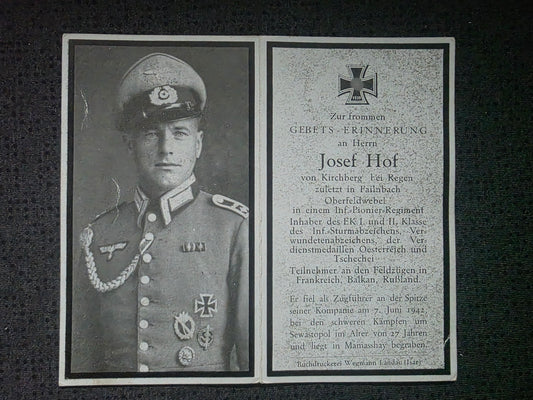 Zur frommen
GEBETS-ERINNERUNG
an Herrn
Josef Hof
von Kirchberg bei Regen
zuletzt in Failnbach
Oberfeldwebel
in einem Inf.-Pionier-Regiment
Inhaber des EK I. und II. Klasse
des Inf.-Sturmabzeichens, Ver-
wundetenabzeichens, der Ver-
dienstmedaillen Oesterreich und
Tschechei
Teilnehmer an den Feldzügen in
Frankreich, Balkan, Rußland.
Er fiel als Zugführer an der Spitze
seiner Kompanie am 7. Juni 1942
bei den schweren Kämpfen um
Sewastopol im Alter von 27 Jahren
und liegt in Mamasshay begraben.
Buchdruckerei Wegmann Landau (Isar)